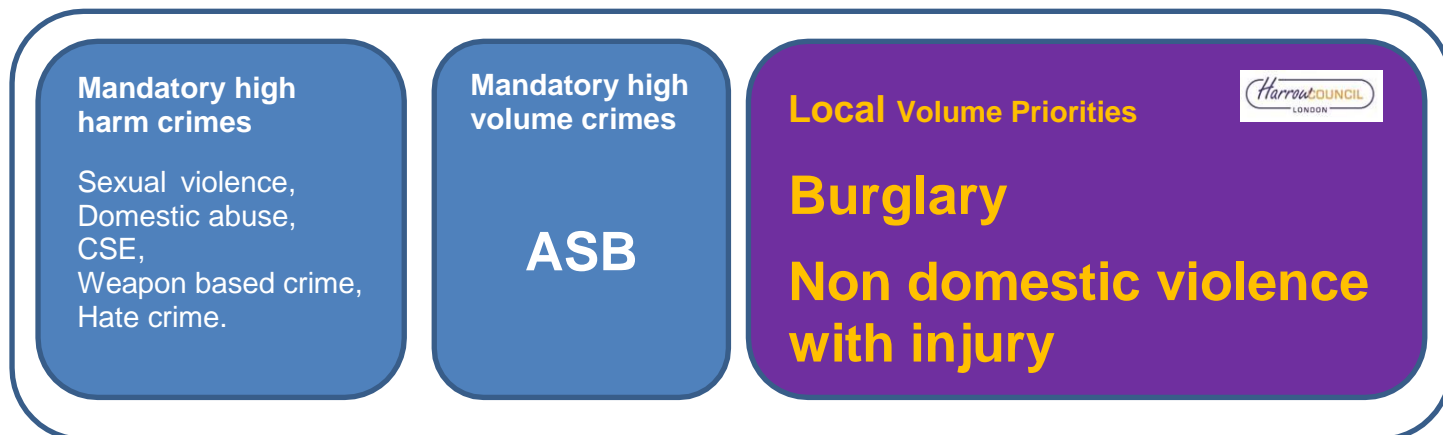 Mandatory high
harm crimes
Sexual violence,
Domestic abuse,
CSE,
Weapon based crime,
Hate crime.
Mandatory high
volume crimes
ASB
Local Volume Priorities
HarrowCOUNCIL
LONDON
Burglary
Non domestic violence
with injury